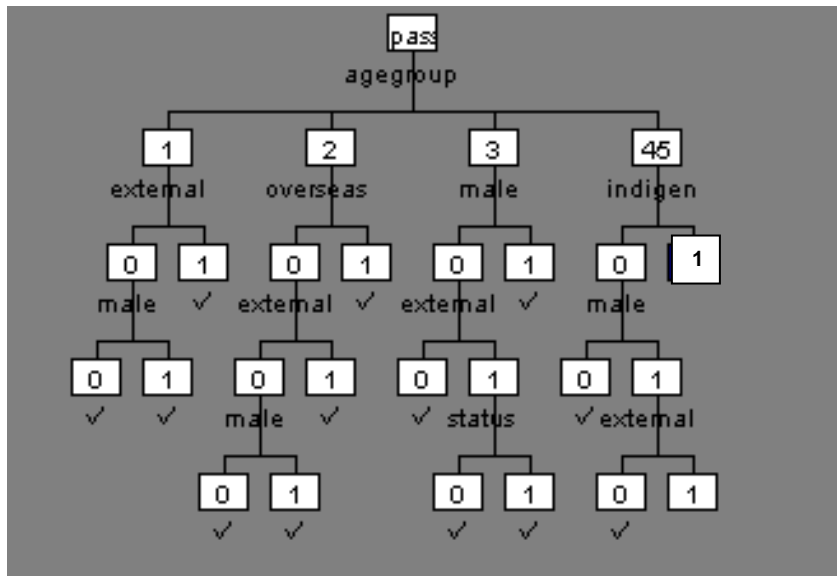 pass
agegroup
1 2 3 45
external overseas male indigen
0 1 0 1 0 1 0 1
male ✓ external ✓ external ✓ male
0 1 0 1 0 1 0 1
✓ ✓ male ✓ ✓ status ✓ external
0 1 0 1 0 1
✓ ✓ ✓ ✓ ✓